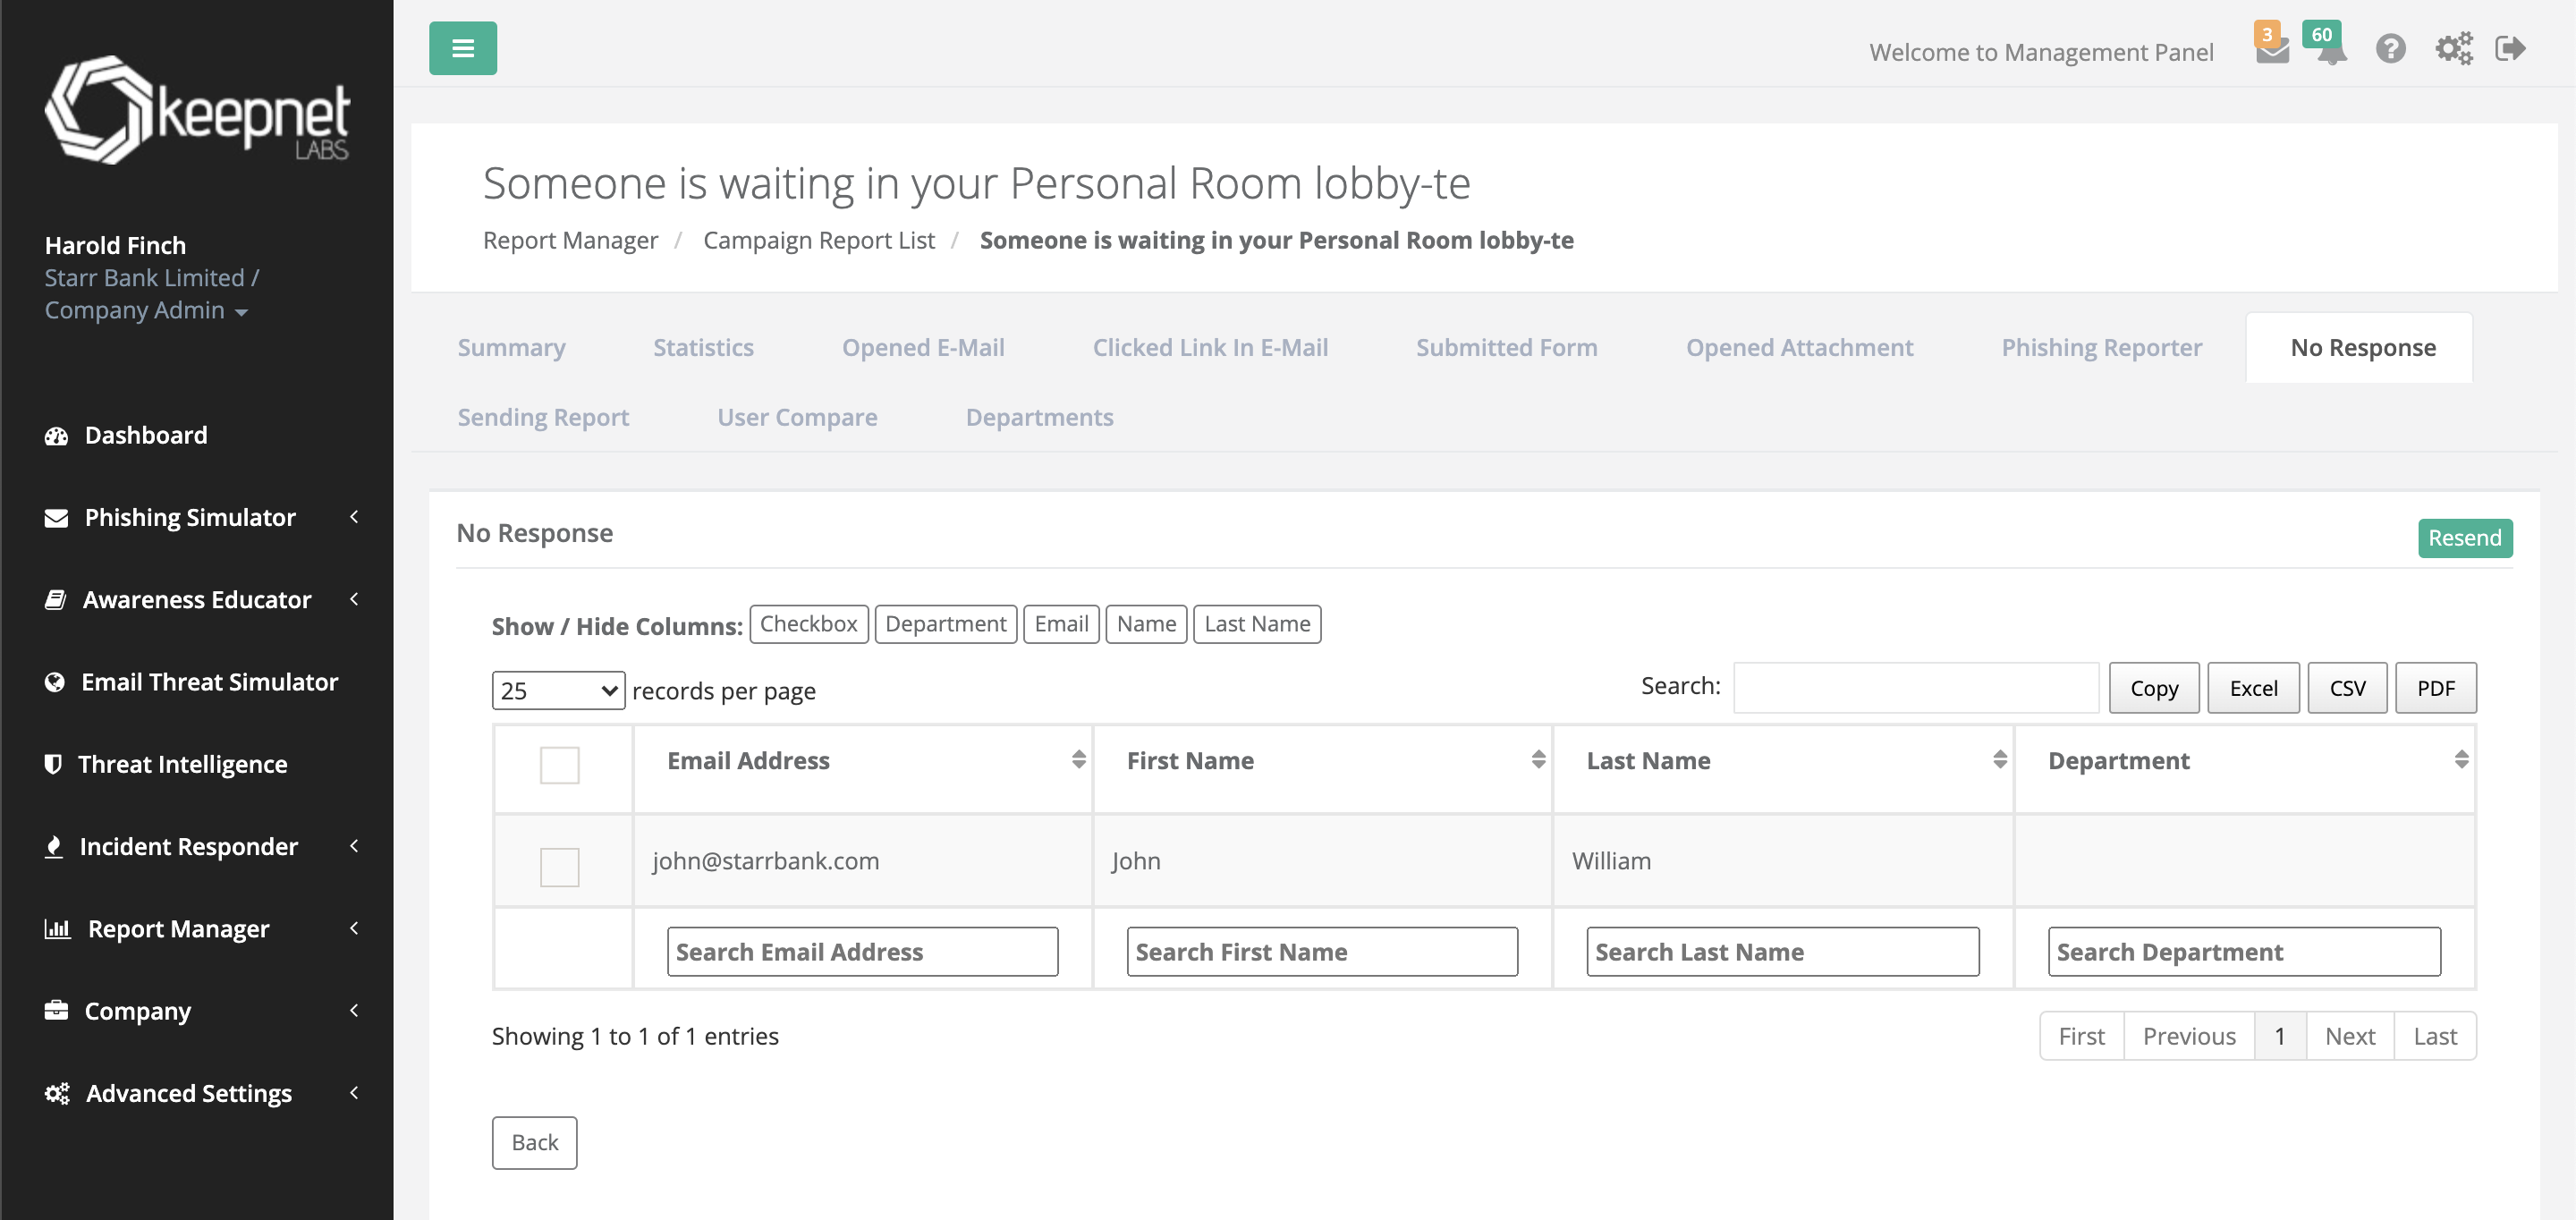 keepnet
LABS
Harold Finch
Starr Bank Limited /
Company Admin
Dashboard
Phishing Simulator
Awareness Educator
Email Threat Simulator
Threat Intelligence
Incident Responder
Report Manager
Company
Advanced Settings
Welcome to Management Panel
3
60
Someone is waiting in your Personal Room lobby-te
Report Manager / Campaign Report List / Someone is waiting in your Personal Room lobby-te
Summary Statistics Opened E-Mail Clicked Link In E-Mail Submitted Form Opened Attachment Phishing Reporter No Response
Sending Report User Compare Departments
No Response
Resend
Show / Hide Columns: Checkbox Department Email Name Last Name
25 records per page
Search: Copy Excel CSV PDF
Email Address First Name Last Name Department
john@starrbank.com John William
Search Email Address Search First Name Search Last Name Search Department
Showing 1 to 1 of 1 entries
First Previous 1 Next Last
Back